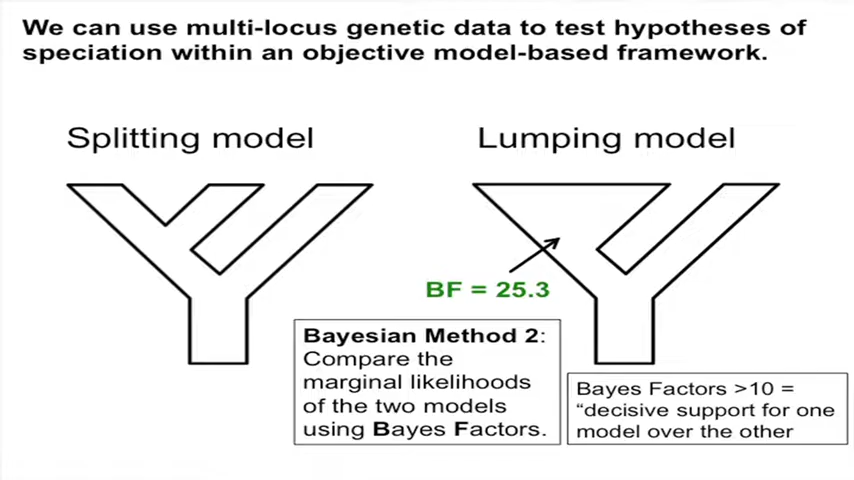 We can use multi-locus genetic data to test hypotheses of
speciation within an objective model-based framework.
Splitting model
Lumping model
BF = 25.3
Bayesian Method 2:
Compare the
marginal likelihoods
of the two models
using Bayes Factors.
Bayes Factors >10 =
“decisive support for one
model over the other